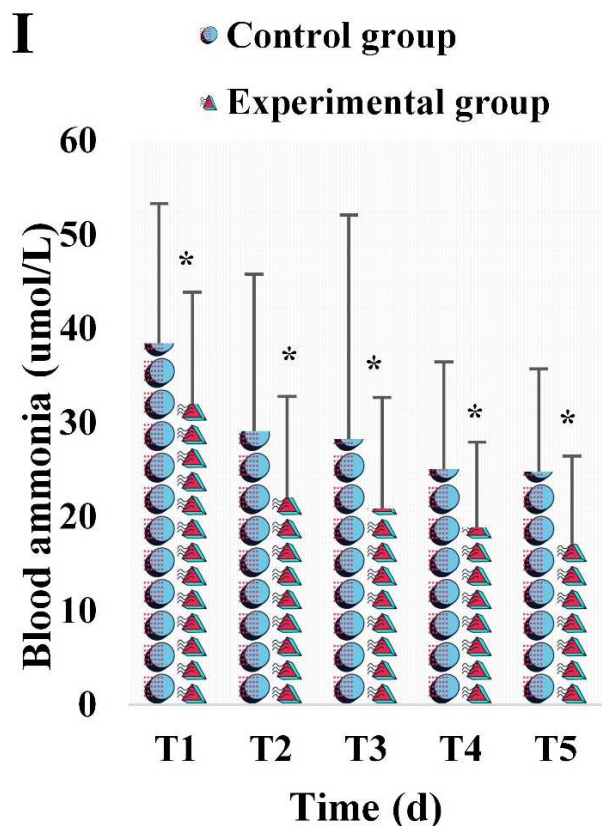 I
Control group
Experimental group
Blood ammonia (umol/L)
60
50
40
30
20
10
0
*
*
*
*
*
T1 T2 T3 T4 T5
Time (d)